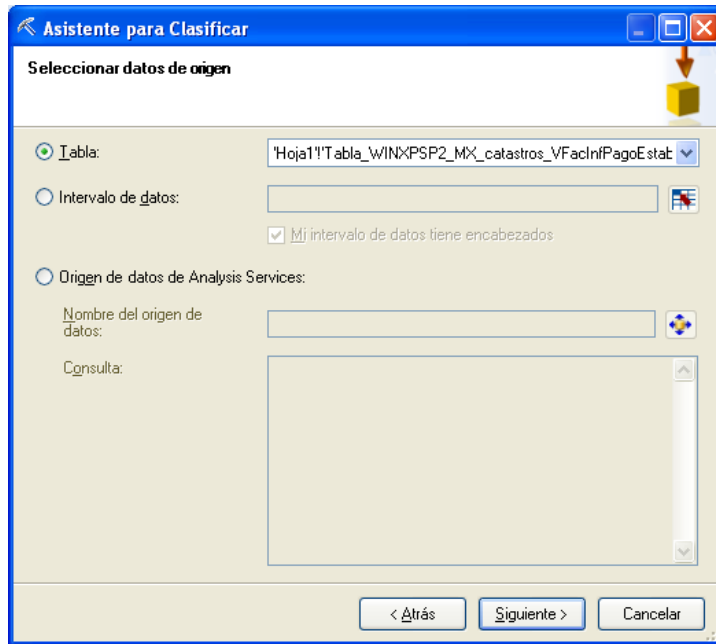 Asistente para Clasificar
Seleccionar datos de origen
Tabla:
'Hoja1'!'Tabla_WINXPSP2_MX_catastros_VFacInfPagoEstab
Intervalo de datos:
Mi intervalo de datos tiene encabezados
Origen de datos de Analysis Services:
Nombre del origen de
datos:
Consulta:
< Atrás
Siguiente >
Cancelar